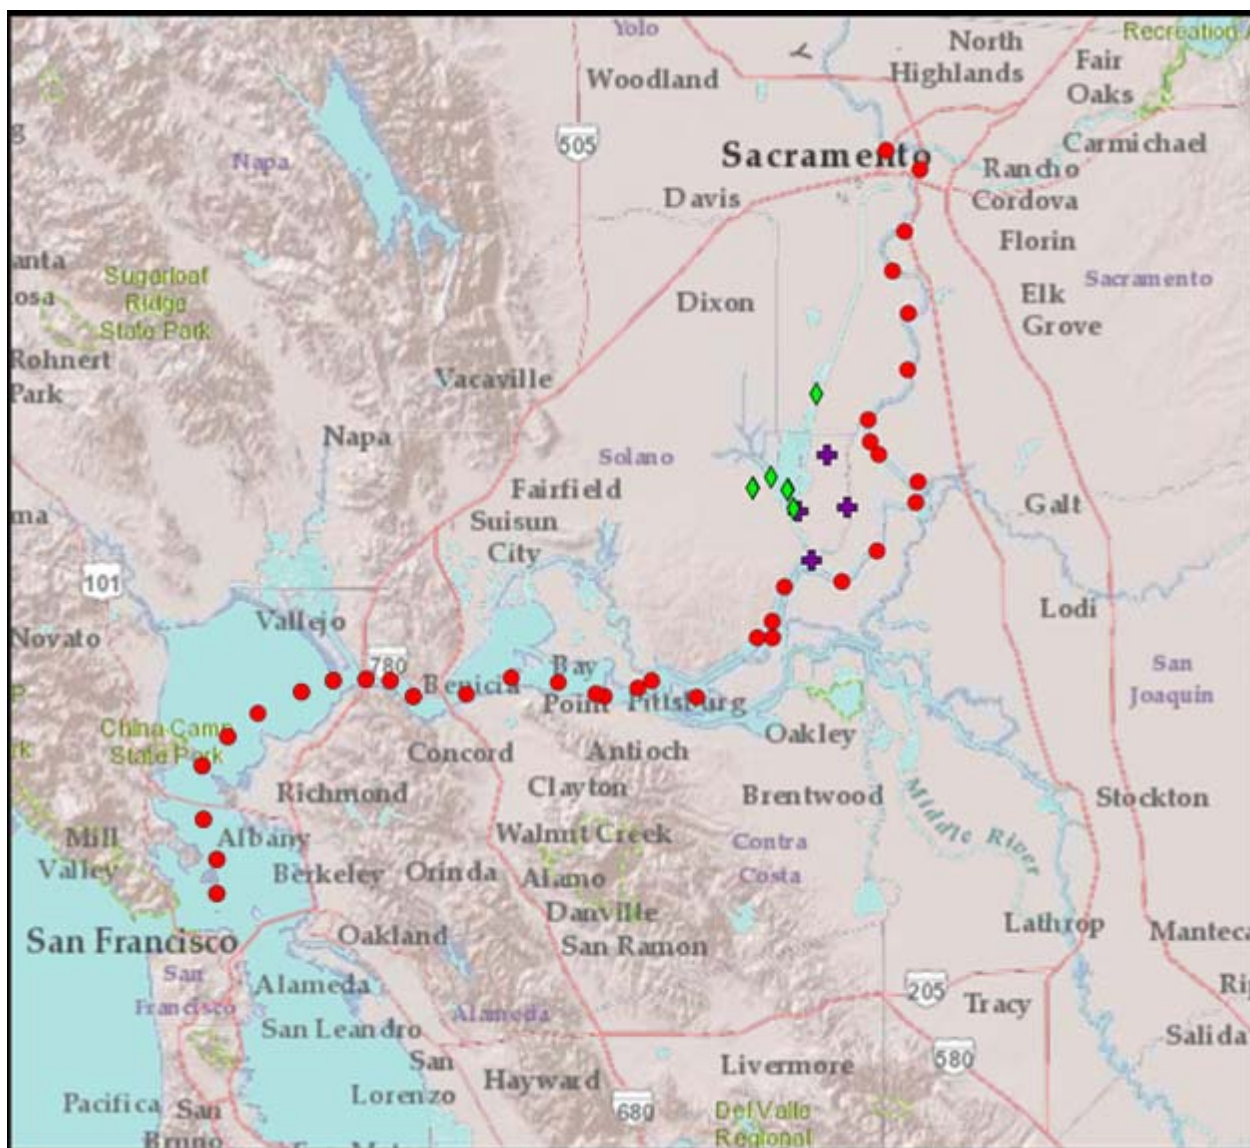 Yolo
Recreation A
North
Highlands
Woodland
Fair
Oaks
505
Sacramento
Carmichael
Napa
Rancho
Cordova
Davis
Florin
anta
osa
Sugarloaf
Ridge
State Park
Sacramento
Dixon
Elk
Grove
Rohnert
Park
Vacaville
Napa
Solano
Fairfield
Suisun
City
Galt
ma
101
Vallejo
Lodi
Novato
780
Bay
Point
Benicia
Pittsburg
San
Joaquin
China Camp
State Park
rk
Concord
Antioch
Oakley
Clayton
Richmond
Brentwood
Stockton
Middle River
Mill
Valley
Albany
Walnut Creek
Contra
Costa
Berkeley
Orinda
Alamo
Danville
San Ramon
Lathrop
Manteca
San Francisco
Oakland
San
Francisco
Alameda
Alameda
205
Tracy
Rip
San Leandro
Salida
San
Lorenzo
Hayward
Livermore
580
Pacifica
San
Bruno
680
Del Valle
Regional